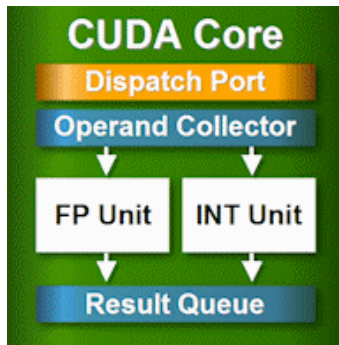 CUDA Core
Dispatch Port
Operand Collector
FP Unit INT Unit
Result Queue